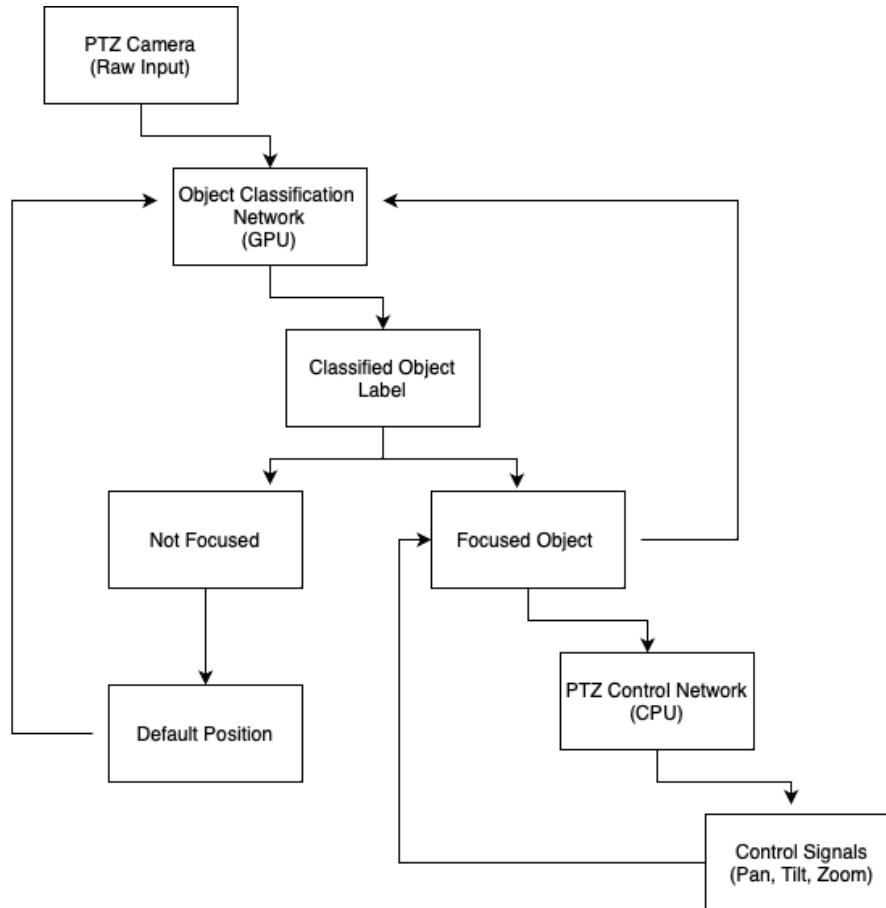 PTZ Camera
(Raw Input)
Object Classification
Network
(GPU)
Classified Object
Label
Not Focused
Focused Object
PTZ Control Network
(CPU)
Default Position
Control Signals
(Pan, Tilt, Zoom)